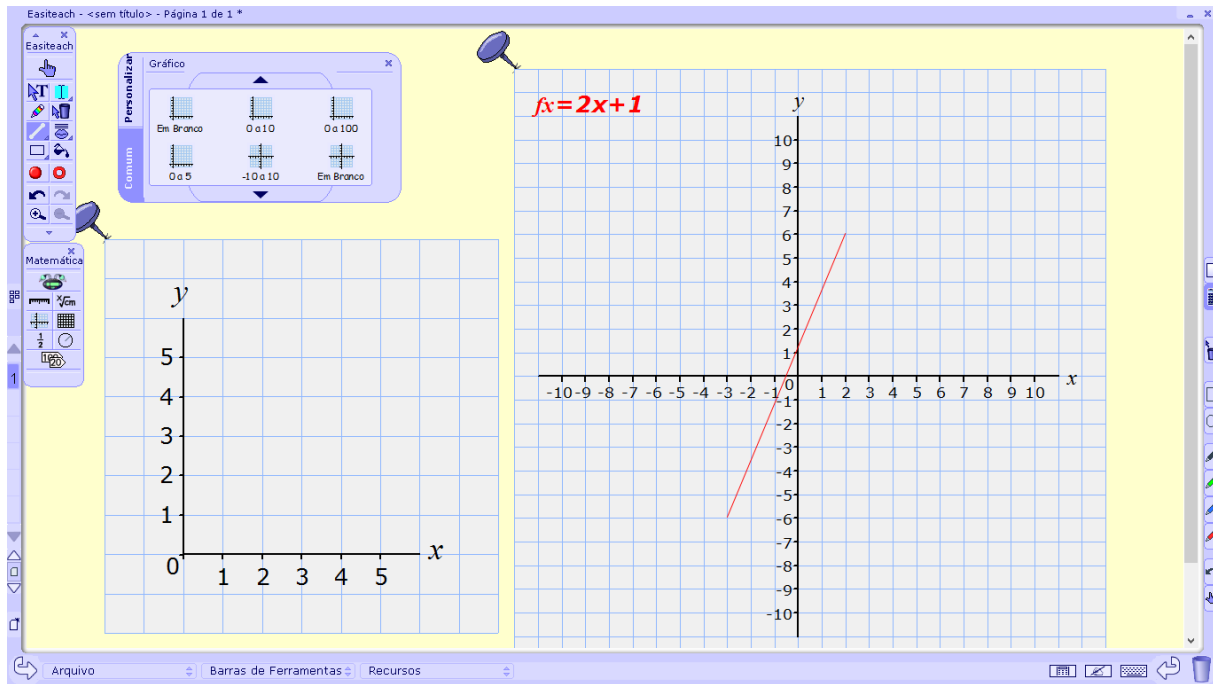 Easiteach - <sem título> - Página 1 de 1 *
Easiteach
T
Matemática
x√cm
1/2
100
20
1
Personalizar
Comum
Gráfico
Em Branco 0 a 10 0 a 100
0 a 5 -10 a 10 Em Branco
y
5
4
3
2
1
0
1 2 3 4 5
x
fx=2x+1
y
10
9
8
7
6
5
4
3
2
1
-10 -9 -8 -7 -6 -5 -4 -3 -2 -1 0 1 2 3 4 5 6 7 8 9 10
x
-1
-2
-3
-4
-5
-6
-7
-8
-9
-10
Arquivo Barras de Ferramentas Recursos